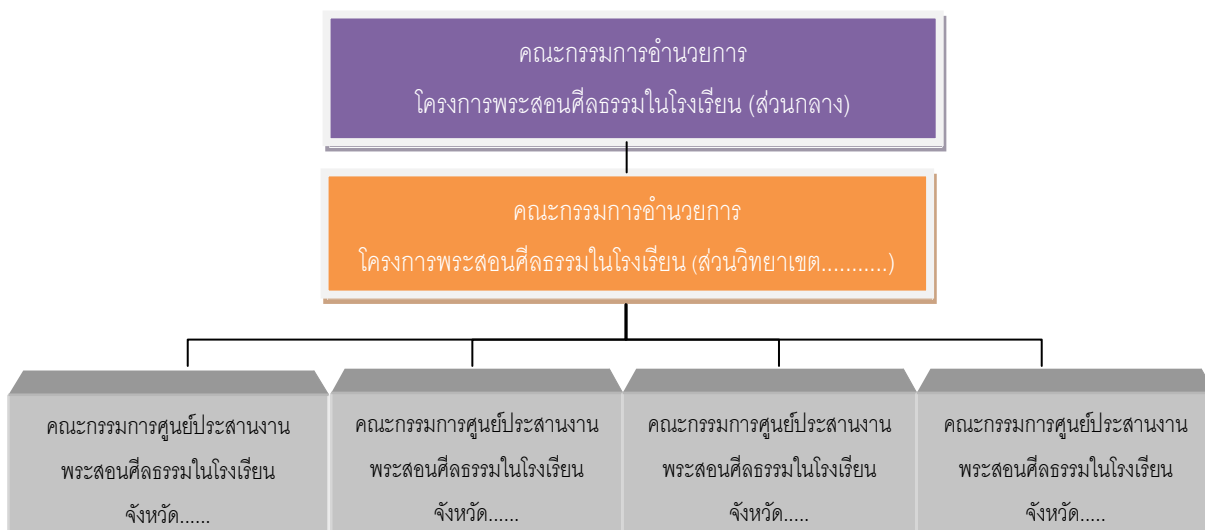 คณะกรรมการอำนวยการ
โครงการพระสอนศีลธรรมในโรงเรียน (ส่วนกลาง)
คณะกรรมการอำนวยการ
โครงการพระสอนศีลธรรมในโรงเรียน (ส่วนวิทยาเขต...........)
คณะกรรมการศูนย์ประสานงาน
พระสอนศีลธรรมในโรงเรียน
จังหวัด......
คณะกรรมการศูนย์ประสานงาน
พระสอนศีลธรรมในโรงเรียน
จังหวัด......
คณะกรรมการศูนย์ประสานงาน
พระสอนศีลธรรมในโรงเรียน
จังหวัด.....
คณะกรรมการศูนย์ประสานงาน
พระสอนศีลธรรมในโรงเรียน
จังหวัด.....